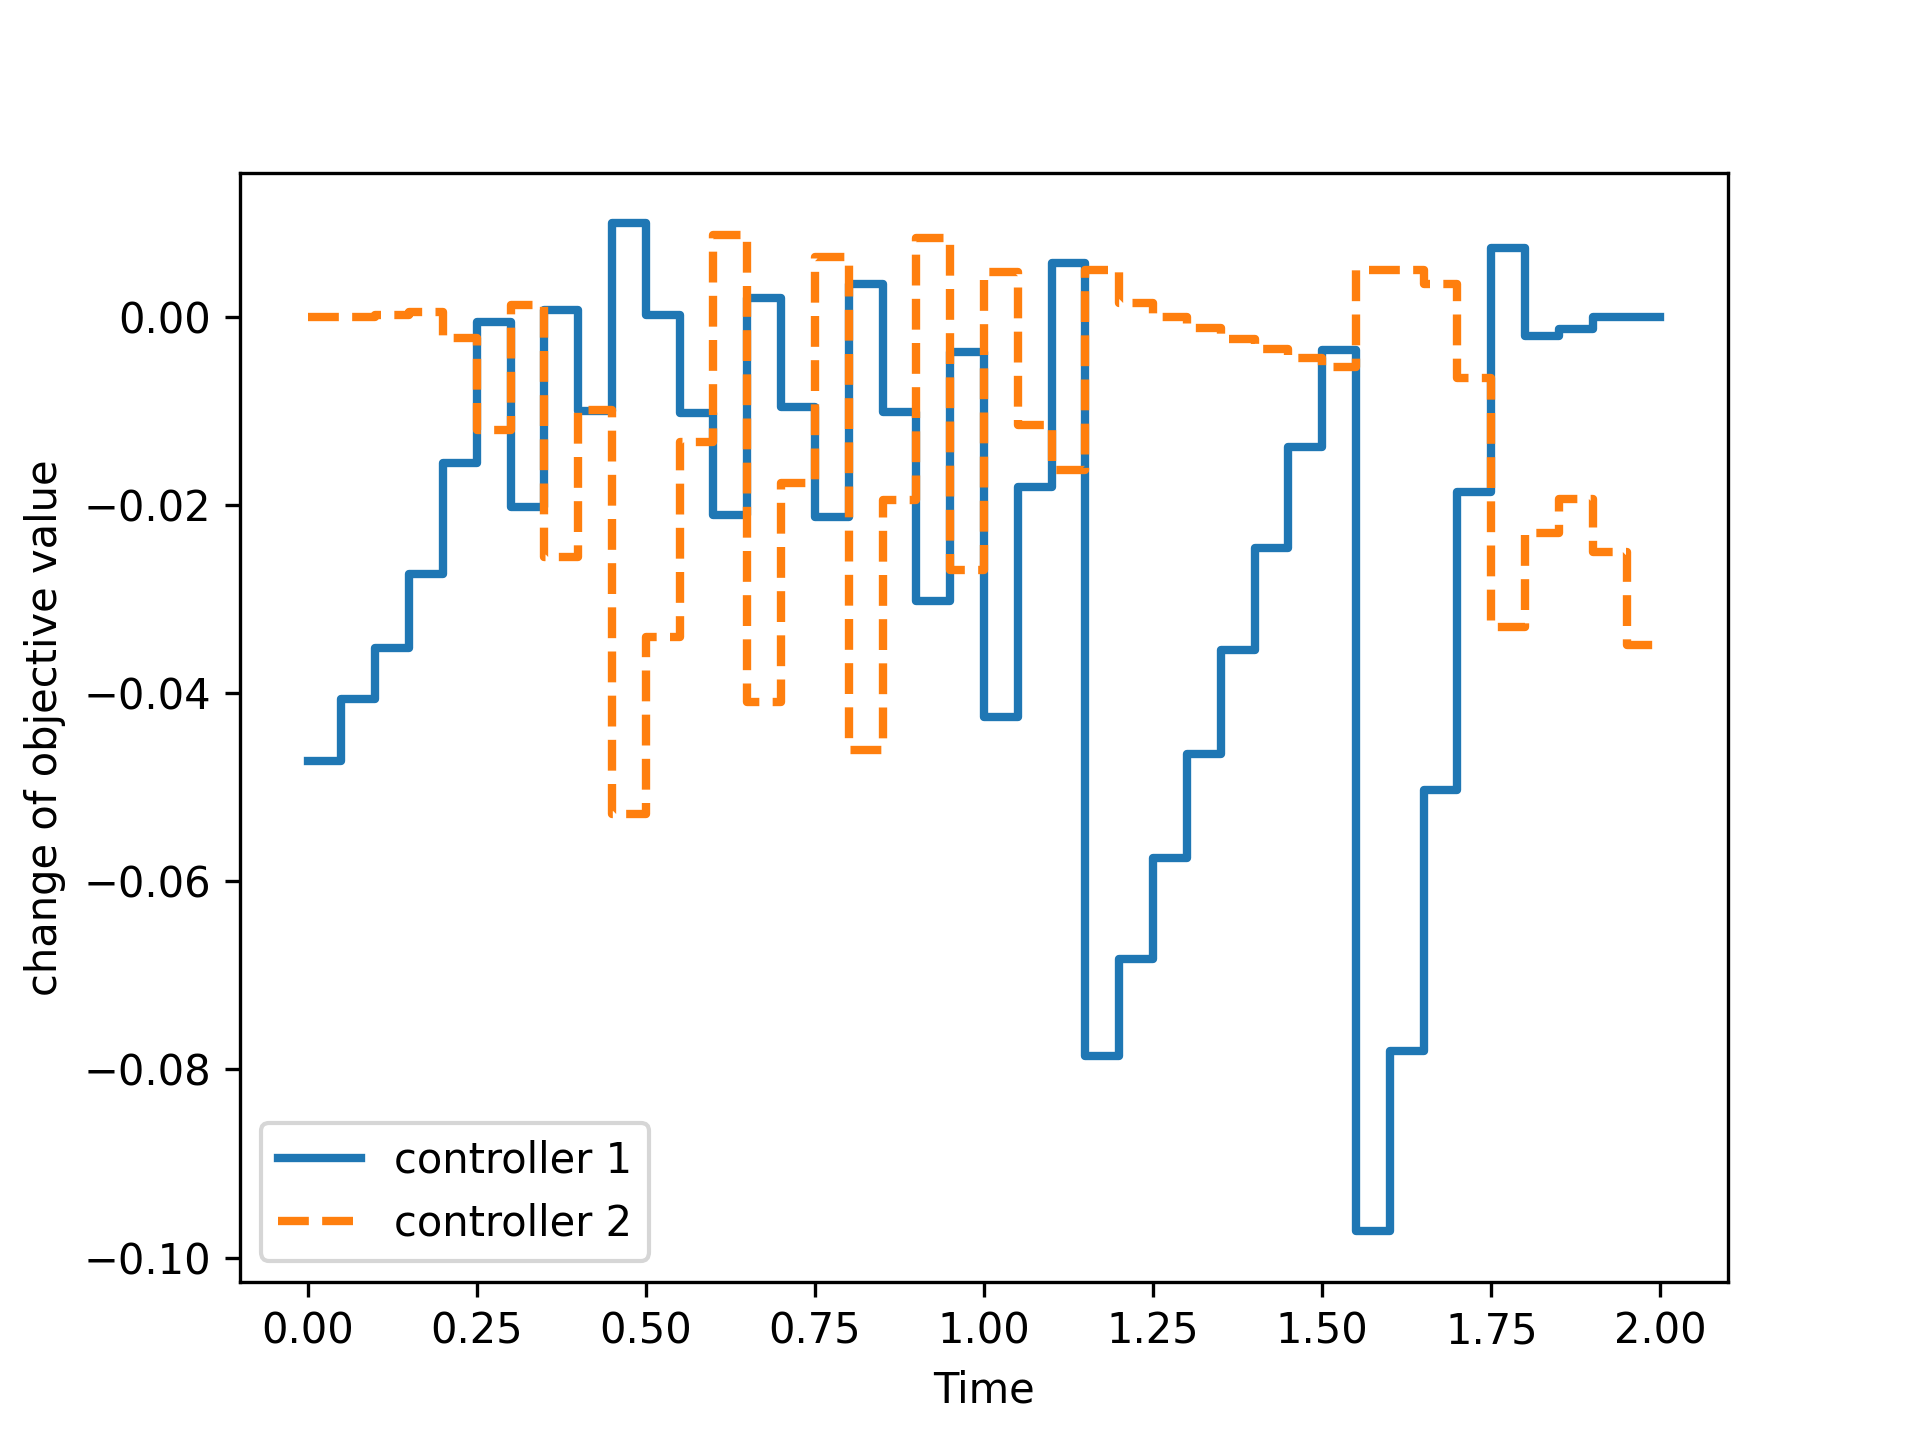 change of objective value
0.00
−0.02
−0.04
−0.06
−0.08
−0.10
controller 1
controller 2
0.00 0.25 0.50 0.75 1.00 1.25 1.50 1.75 2.00
Time